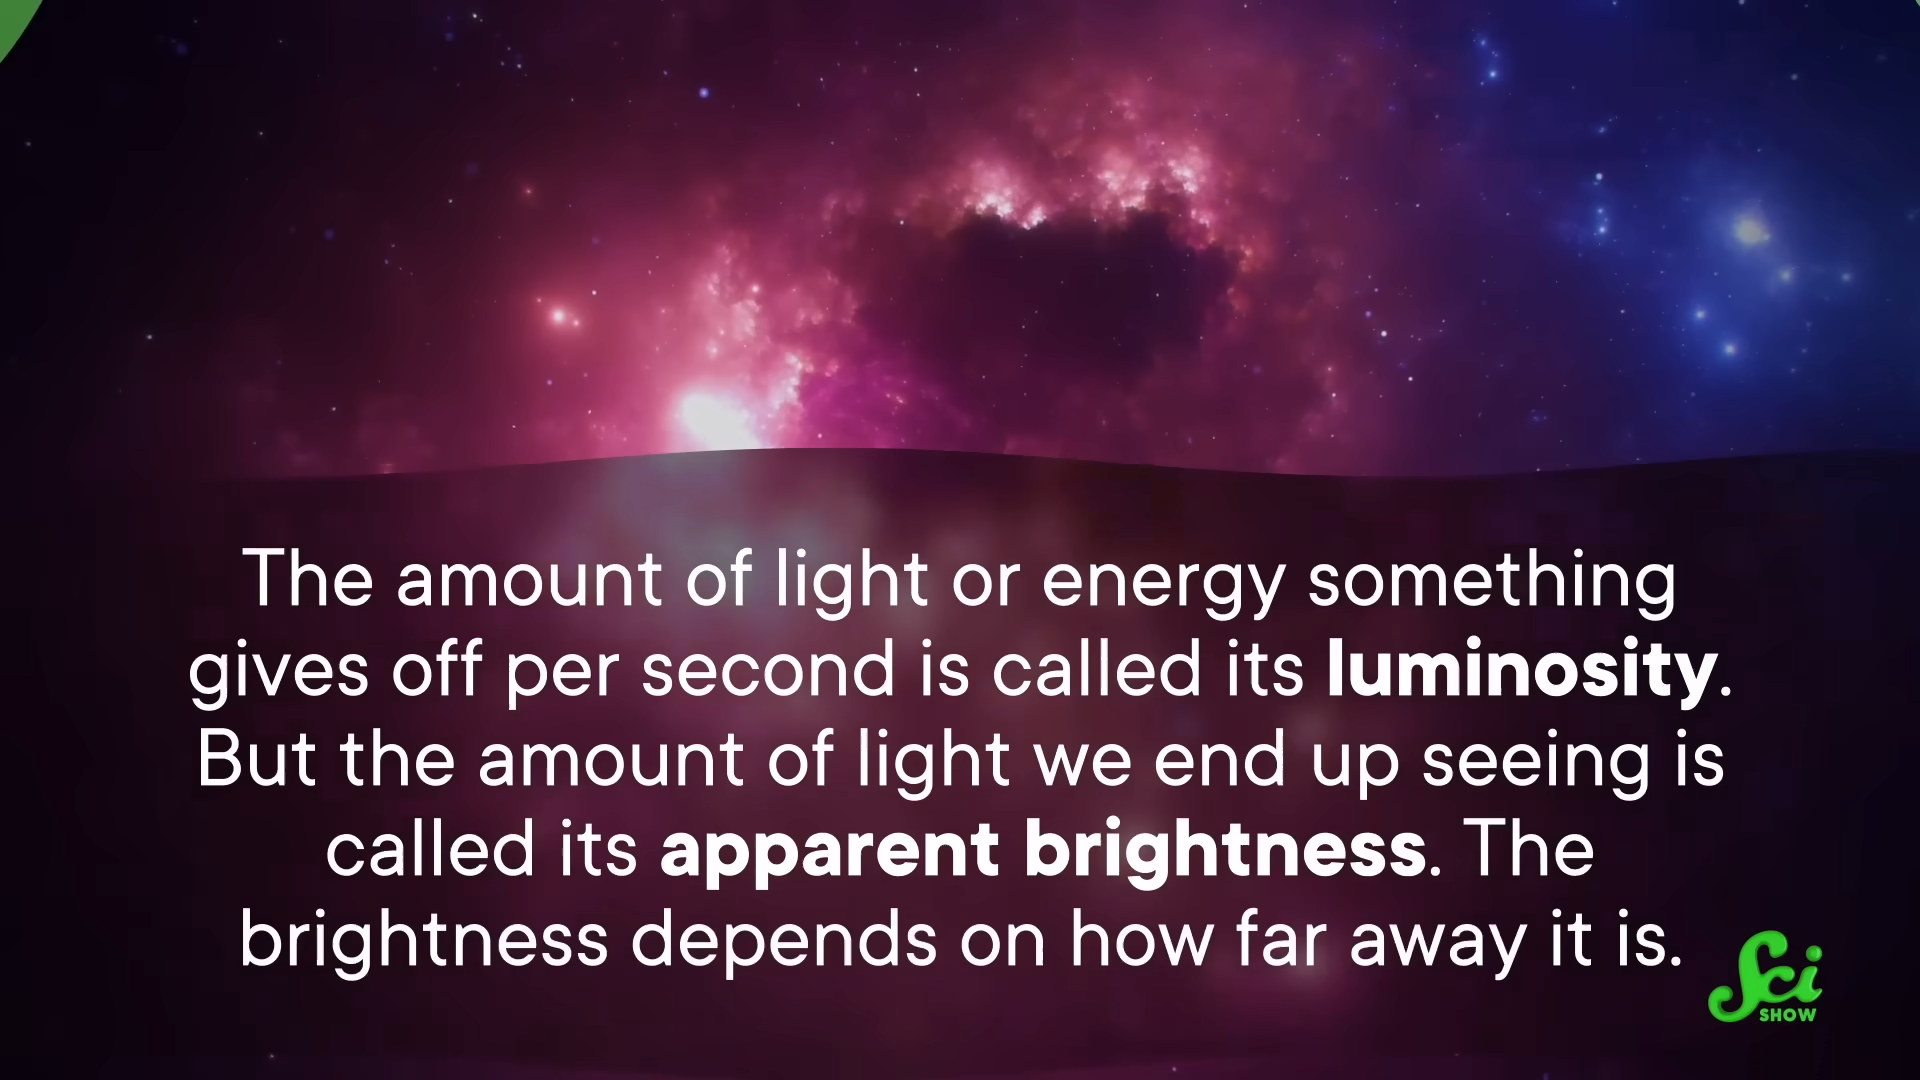 The amount of light or energy something
gives off per second is called its luminosity.
But the amount of light we end up seeing is
called its apparent brightness. The
brightness depends on how far away it is.
Sci
SHOW